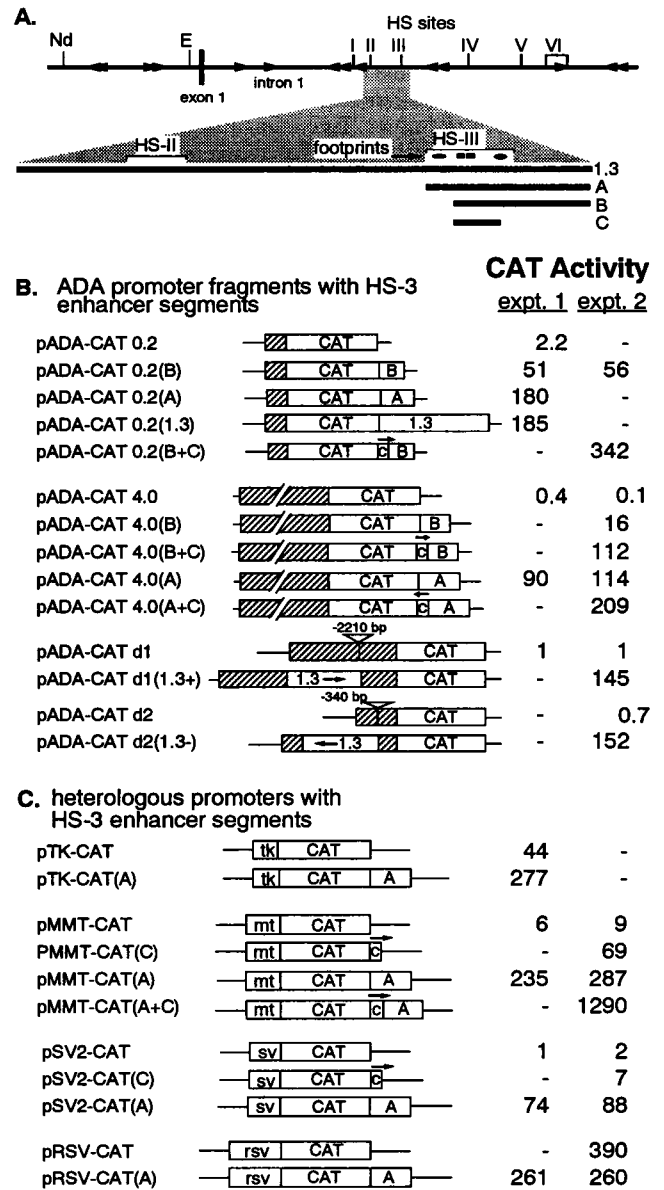 A.
HS sites
Nd E I II III IV V VI
exon 1
intron 1
HS-II footprints HS-III
1.3
A
B
C
CAT Activity
B. ADA promoter fragments with HS-3
enhancer segments
expt. 1 expt. 2
pADA-CAT 0.2 CAT 2.2 -
pADA-CAT 0.2(B) CAT B 51 56
pADA-CAT 0.2(A) CAT A 180 -
pADA-CAT 0.2(1.3) CAT 1.3 185 -
pADA-CAT 0.2(B+C) CAT C B - 342
pADA-CAT 4.0 CAT 0.4 0.1
pADA-CAT 4.0(B) CAT B - 16
pADA-CAT 4.0(B+C) CAT C B - 112
pADA-CAT 4.0(A) CAT A 90 114
pADA-CAT 4.0(A+C) CAT C A - 209
-2210 bp
pADA-CAT d1 CAT 1 1
pADA-CAT d1(1.3+) 1.3 CAT - 145
-340 bp
pADA-CAT d2 CAT - 0.7
pADA-CAT d2(1.3-) 1.3 CAT - 152
C. heterologous promoters with
HS-3 enhancer segments
pTK-CAT tk CAT 44 -
pTK-CAT(A) tk CAT A 277 -
pMMT-CAT mt CAT 6 9
PMMT-CAT(C) mt CAT C - 69
pMMT-CAT(A) mt CAT A 235 287
pMMT-CAT(A+C) mt CAT C A - 1290
pSV2-CAT sv CAT 1 2
pSV2-CAT(C) sv CAT C - 7
pSV2-CAT(A) sv CAT A 74 88
pRSV-CAT rsv CAT - 390
pRSV-CAT(A) rsv CAT A 261 260